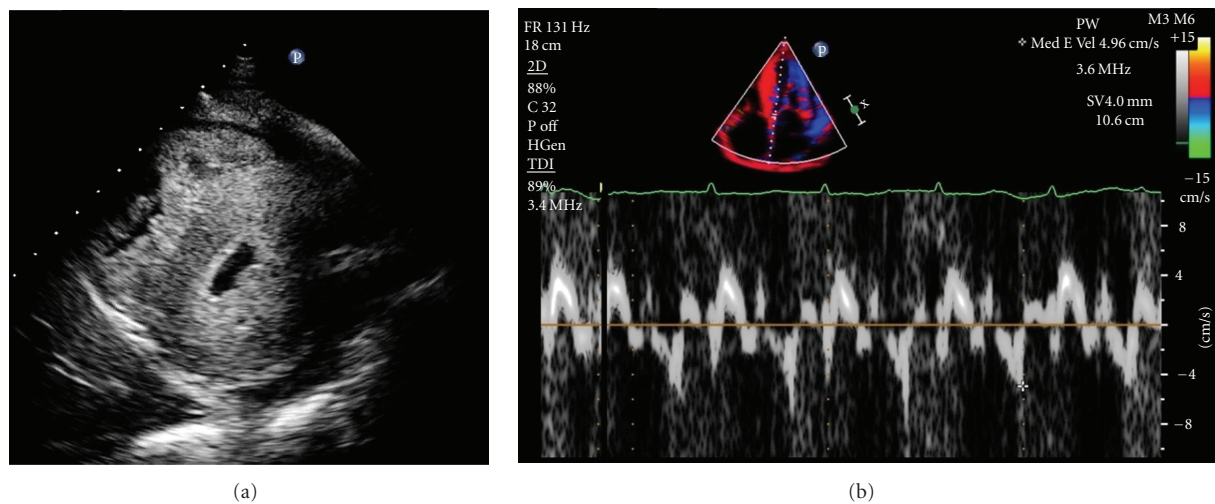 P
FR 131 Hz
18 cm
2D
88%
C 32
P off
HGen
TDI
89%
3.4 MHz
p
PW
Med E Vel 4.96 cm/s
3.6 MHz
SV4.0 mm
10.6 cm
M3 M6
+15
−15
cm/s
8
4
(cm/s)
−4
−8
(a)
(b)